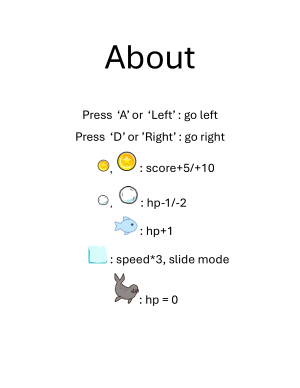 About
Press ‘A’ or ‘Left’ : go left
Press ‘D’ or ’Right’ : go right
, : score+5/+10
, : hp-1/-2
: hp+1
: speed*3, slide mode
: hp = 0